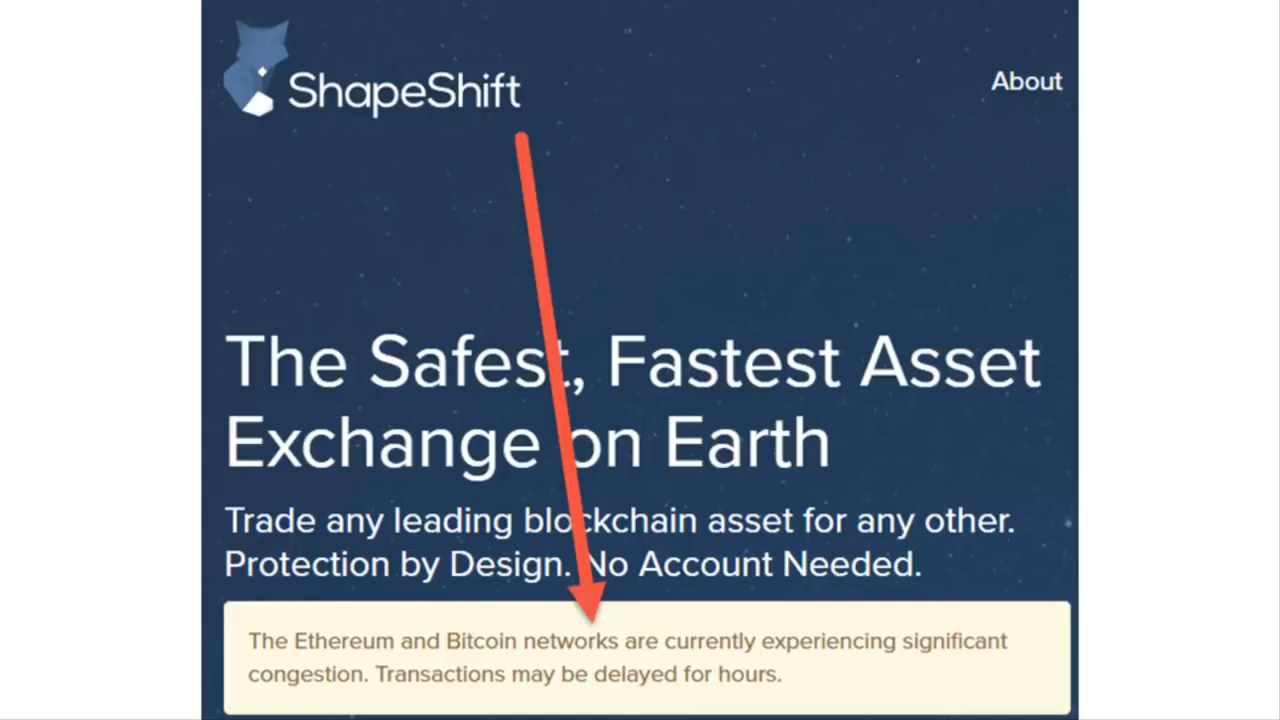 ShapeShift
About
The Safest, Fastest Asset
Exchange on Earth
Trade any leading blockchain asset for any other.
Protection by Design. No Account Needed.
The Ethereum and Bitcoin networks are currently experiencing significant
congestion. Transactions may be delayed for hours.